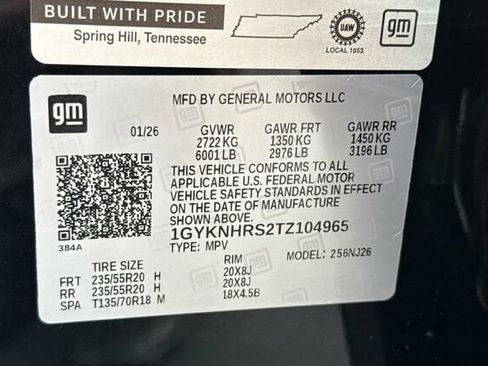 BUILT WITH PRIDE
Spring Hill, Tennessee
UAW
LOCAL 1853
gm
gm
MFD BY GENERAL MOTORS LLC
01/26 GVWR GAWR FRT GAWR RR
2722 KG 1350 KG 1450 KG
6001 LB 2976 LB 3196 LB
THIS VEHICLE CONFORMS TO ALL
APPLICABLE U.S. FEDERAL MOTOR
VEHICLE SAFETY STANDARDS IN EFFECT
ON THE DATE OF MANUFACTURE
SHOWN ABOVE.
384A 1GYKNHRS2TZ104965
TYPE: MPV MODEL: 256NJ26
TIRE SIZE RIM
FRT 235/55R20 H 20X8J
RR 235/55R20 H 20X8J
SPA T135/70R18 M 18X4.5B